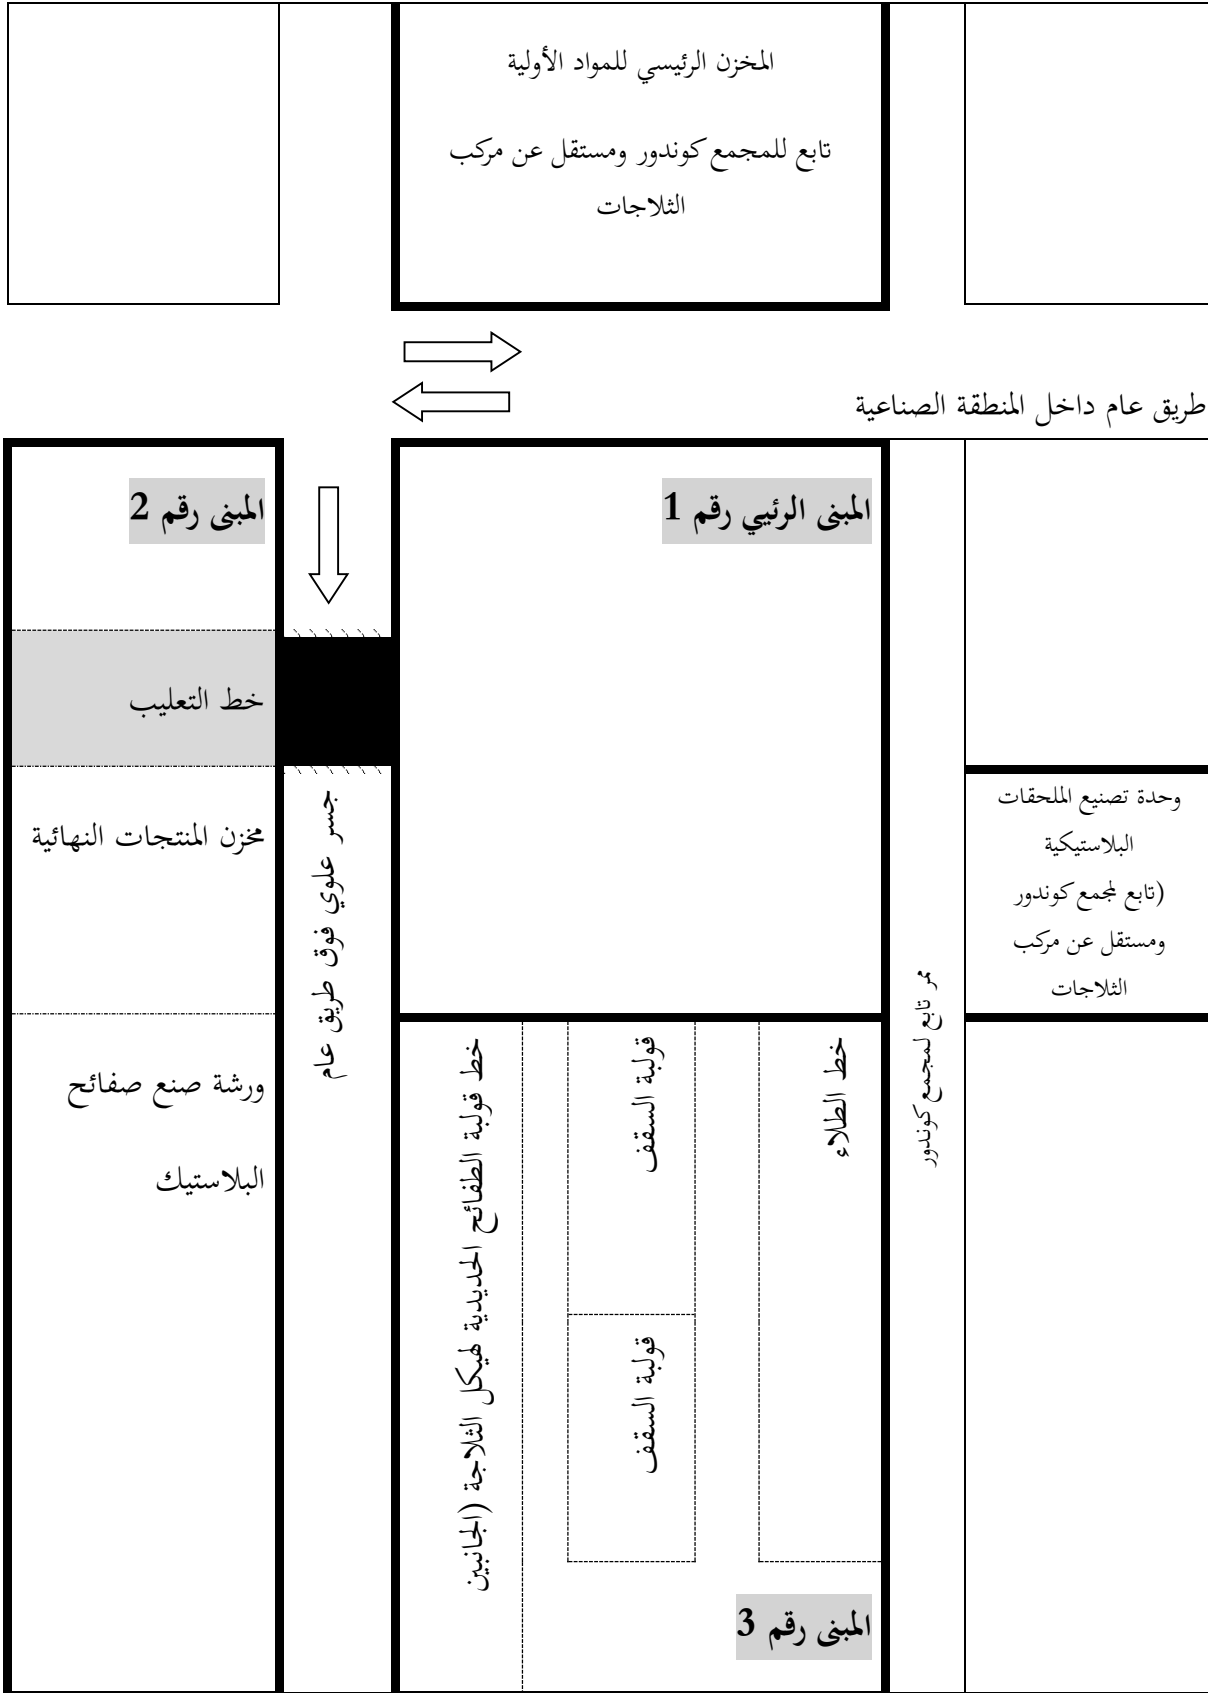 المخزن الرئيسي للمواد الأولية
تابع للمجمع كوندور ومستقل عن مركب
الثلاجات
طريق عام داخل المنطقة الصناعية
المبنى الرئيي رقم 1
المبنى رقم 2
خط التعليب
مخزن المنتجات النهائية
ورشة صنع صفائح
البلاستيك
جسر علوي فوق طريق عام
وحدة تصنيع الملحقات
البلاستيكية
(تابع لمجمع كوندور
ومستقل عن مركب
الثلاجات
ممر تابع لمجمع كوندور
خط الطلاء
قولبة السقف
قولبة السقف
خط قولبة الطفائح الحديدية لهيكل الثلاجة (الجانبين
المبنى رقم 3